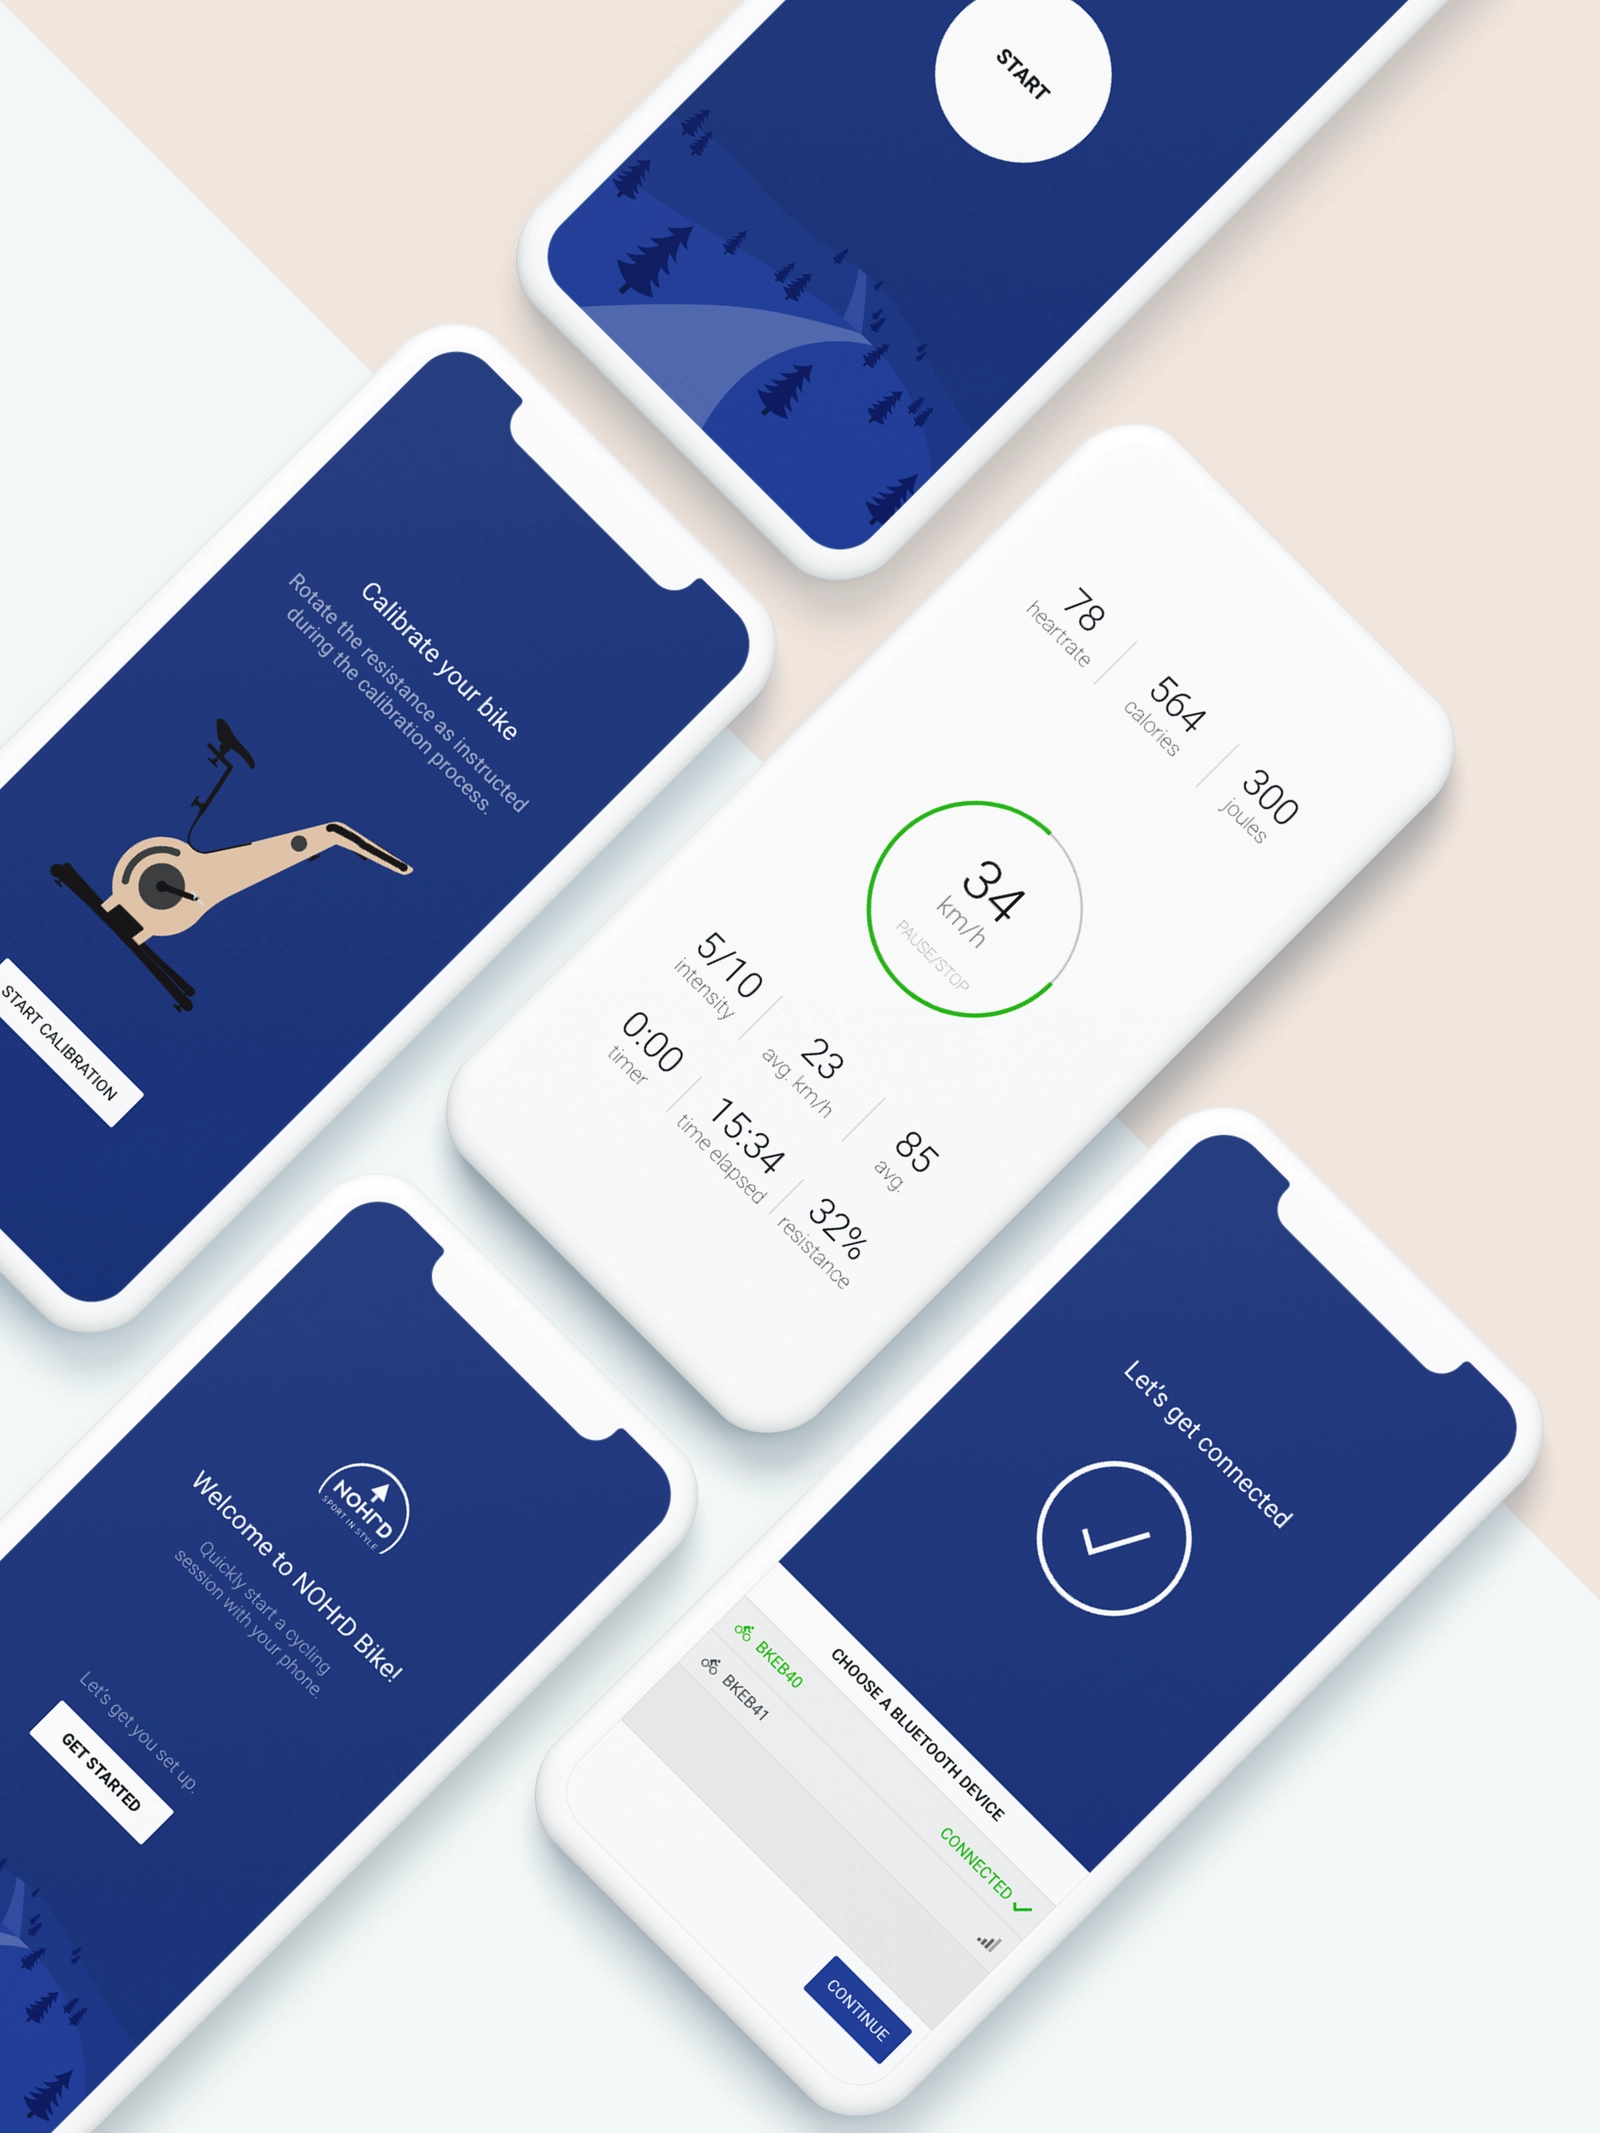 START
Calibrate your bike
Rotate the resistance as instructed
during the calibration process.
START CALIBRATION
78
heartrate
564
calories
300
joules
34
km/h
PAUSE/STOP
5/10
intensity
23
avg. km/h
85
avg.
0:00
timer
15:34
time elapsed
32%
resistance
NOHrD
SPORT IN STYLE
Welcome to NOHrD Bike!
Quickly start a cycling
session with your phone.
Let's get you set up.
GET STARTED
Let's get connected
CHOOSE A BLUETOOTH DEVICE
BKEB40
CONNECTED
BKEB41
CONTINUE